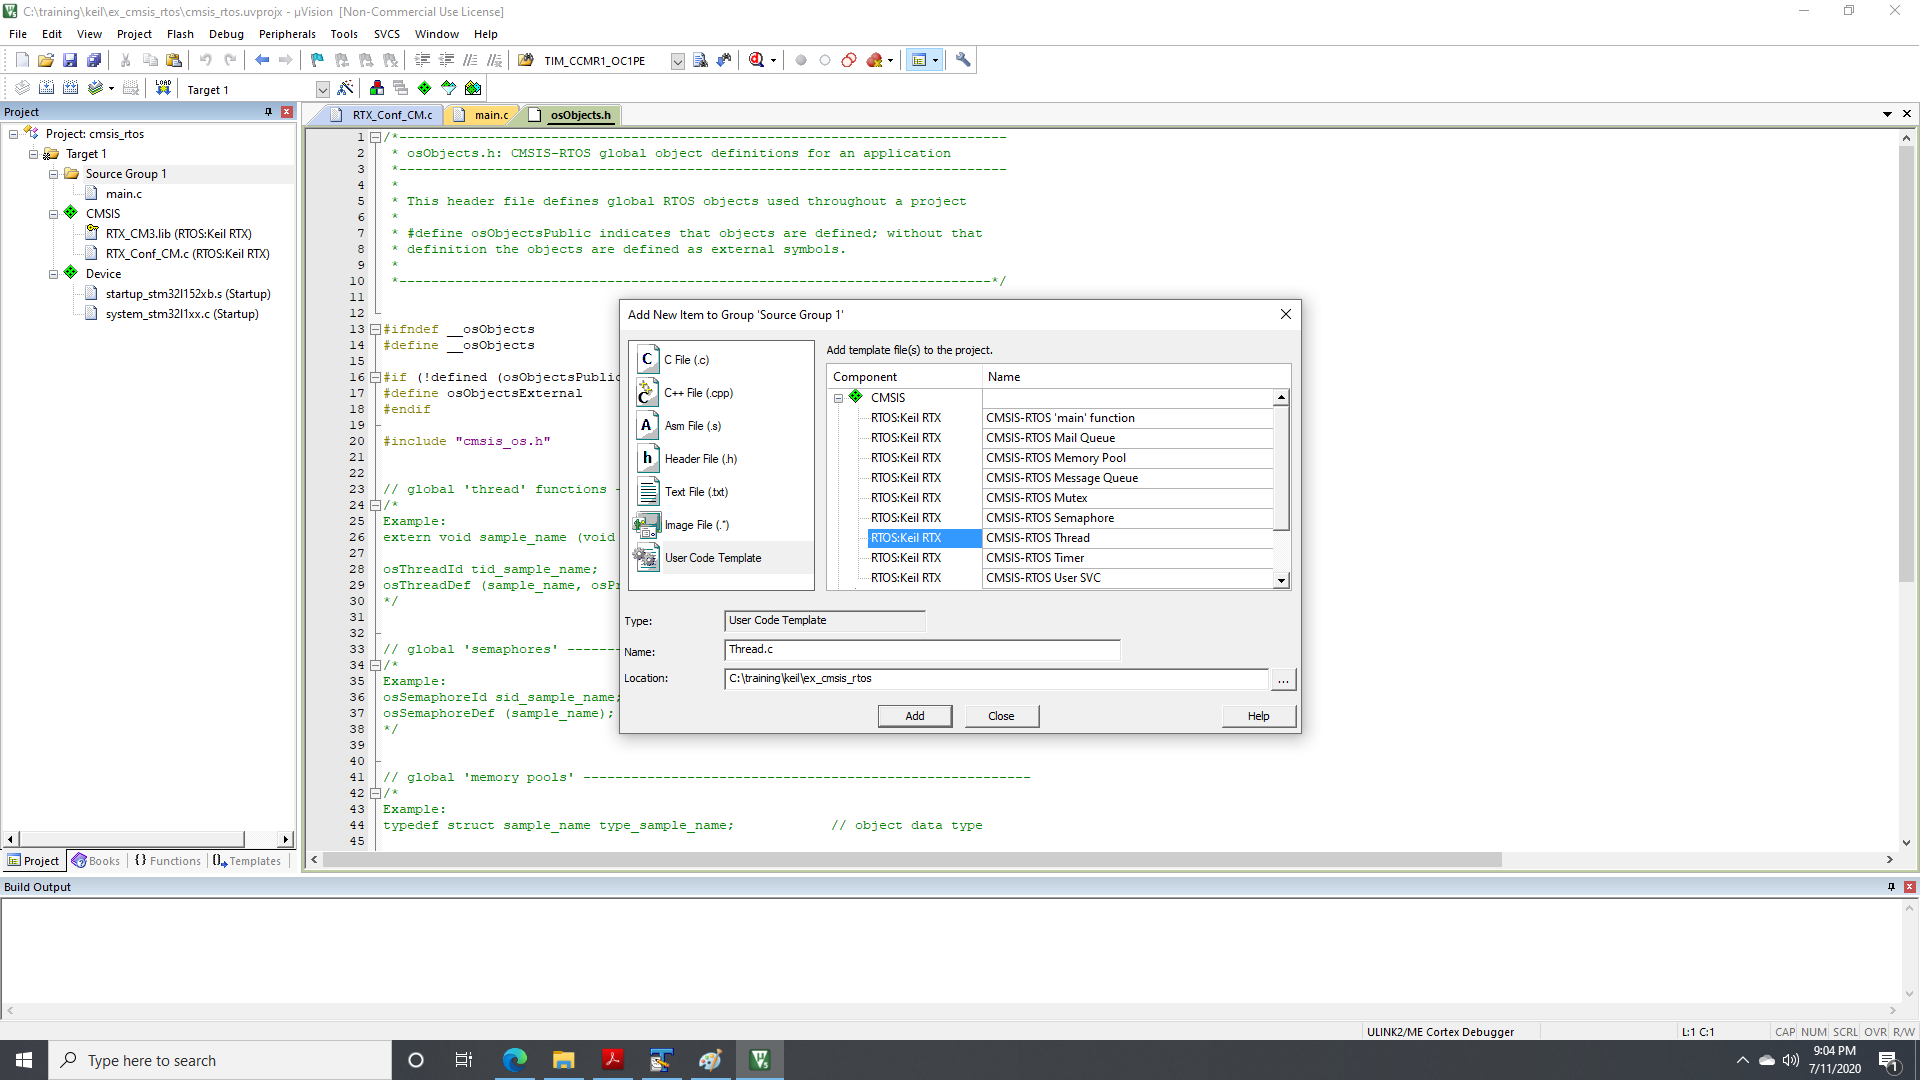 C:\training\keil\ex_cmsis_rtos\cmsis_rtos.uvprojx - µVision  [Non-Commercial Use License]
File Edit View Project Flash Debug Peripherals Tools SVCS Window Help
TIM_CCMR1_OC1PE
LOAD Target 1
Project
RTX_Conf_CM.c main.c osObjects.h
Project: cmsis_rtos
Target 1
Source Group 1
main.c
CMSIS
RTX_CM3.lib (RTOS:Keil RTX)
RTX_Conf_CM.c (RTOS:Keil RTX)
Device
startup_stm32l152xb.s (Startup)
system_stm32l1xx.c (Startup)
Project Books Functions Templates
1 /*----------------------------------------------------------------------------
2  * osObjects.h: CMSIS-RTOS global object definitions for an application
3  *----------------------------------------------------------------------------
4  *
5  * This header file defines global RTOS objects used throughout a project
6  *
7  * #define osObjectsPublic indicates that objects are defined; without that
8  * definition the objects are defined as external symbols.
9  *
10  *--------------------------------------------------------------------------*/
11
12
13 #ifndef __osObjects
14 #define __osObjects
15
16 #if (!defined (osObjectsPublic
17 #define osObjectsExternal
18 #endif
19
20 #include "cmsis_os.h"
21
22
23 // global 'thread' functions -
24 /*
25 Example:
26 extern void sample_name (void
27
28 osThreadId tid_sample_name;
29 osThreadDef (sample_name, osPr
30 */
31
32
33 // global 'semaphores' -------
34 /*
35 Example:
36 osSemaphoreId sid_sample_name;
37 osSemaphoreDef (sample_name);
38 */
39
40
41 // global 'memory pools' --------------------------------------------------------
42 /*
43 Example:
44 typedef struct sample_name type_sample_name;            // object data type
45
Add New Item to Group 'Source Group 1'
C File (.c)
C++ File (.cpp)
Asm File (.s)
Header File (.h)
Text File (.txt)
Image File (.*)
User Code Template
Add template file(s) to the project.
Component Name
CMSIS
RTOS:Keil RTX CMSIS-RTOS 'main' function
RTOS:Keil RTX CMSIS-RTOS Mail Queue
RTOS:Keil RTX CMSIS-RTOS Memory Pool
RTOS:Keil RTX CMSIS-RTOS Message Queue
RTOS:Keil RTX CMSIS-RTOS Mutex
RTOS:Keil RTX CMSIS-RTOS Semaphore
RTOS:Keil RTX CMSIS-RTOS Thread
RTOS:Keil RTX CMSIS-RTOS Timer
RTOS:Keil RTX CMSIS-RTOS User SVC
Type: User Code Template
Name: Thread.c
Location: C:\training\keil\ex_cmsis_rtos ...
Add Close Help
Build Output
ULINK2/ME Cortex Debugger L:1 C:1 CAP NUM SCRL OVR R/W
Type here to search
9:04 PM
7/11/2020
1